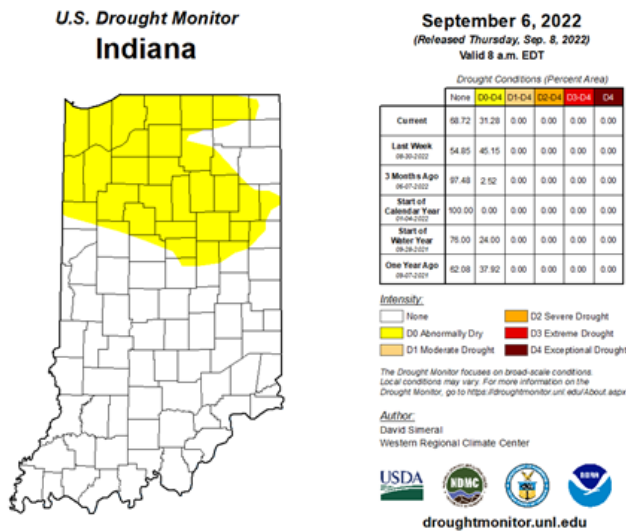 U.S. Drought Monitor
Indiana
September 6, 2022
(Released Thursday, Sep. 8, 2022)
Valid 8 a.m. EDT
Drought Conditions (Percent Area)
None D0-D4 D1-D4 D2-D4 D3-D4 D4
Current 68.72 31.28 0.00 0.00 0.00 0.00
Last Week
08-30-2022
54.85 45.15 0.00 0.00 0.00 0.00
3 Months Ago
06-07-2022
97.48 2.52 0.00 0.00 0.00 0.00
Start of
Calendar Year
01-04-2022
100.00 0.00 0.00 0.00 0.00 0.00
Start of
Water Year
09-28-2021
76.00 24.00 0.00 0.00 0.00 0.00
One Year Ago
09-07-2021
62.08 37.92 0.00 0.00 0.00 0.00
Intensity:
None
D0 Abnormally Dry
D1 Moderate Drought
D2 Severe Drought
D3 Extreme Drought
D4 Exceptional Drought
The Drought Monitor focuses on broad-scale conditions.
Local conditions may vary. For more information on the
Drought Monitor, go to https://droughtmonitor.unl.edu/About.aspx
Author:
David Simeral
Western Regional Climate Center
USDA
NDMC
NOAA
droughtmonitor.unl.edu